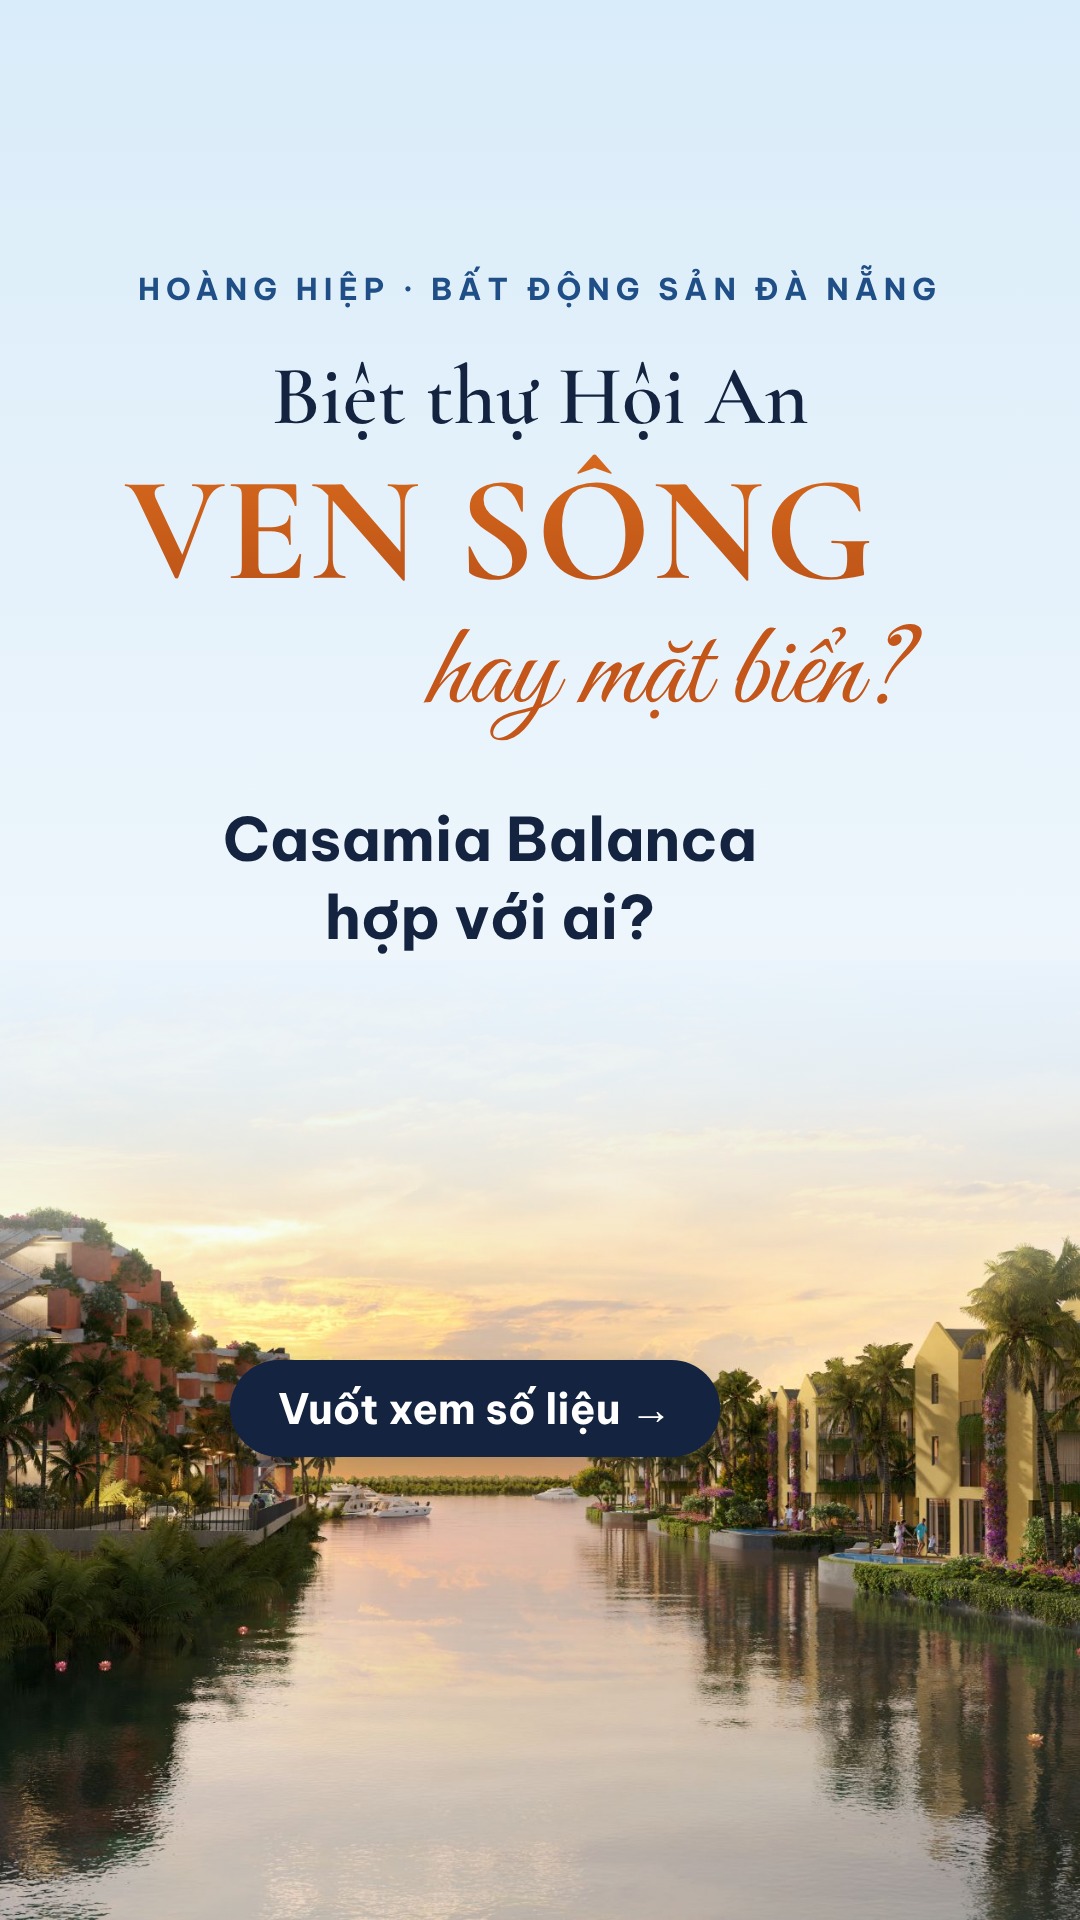 HOÀNG HIỆP · BẤT ĐỘNG SẢN ĐÀ NẴNG
Biệt thự Hội An
VEN SÔNG
hay mặt biển?
Casamia Balanca
hợp với ai?
Vuốt xem số liệu →